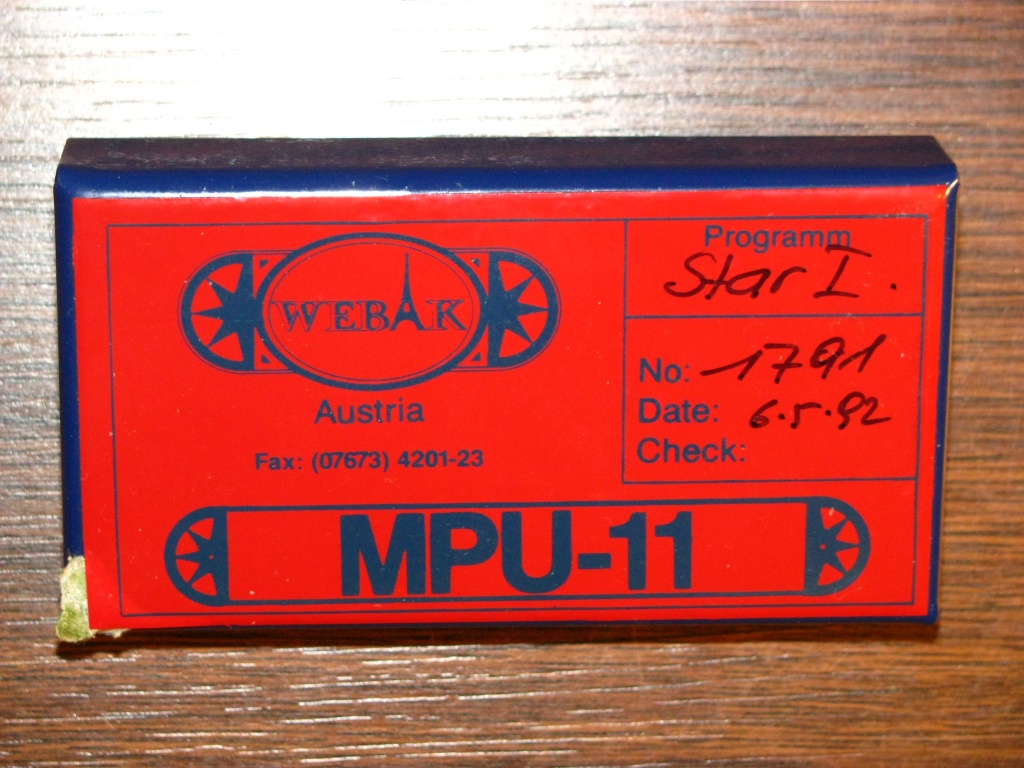 WEBAK
Austria
Fax: (07673) 4201-23
Programm
Star I.
No: 1791
Date: 6.5.92
Check:
MPU-11